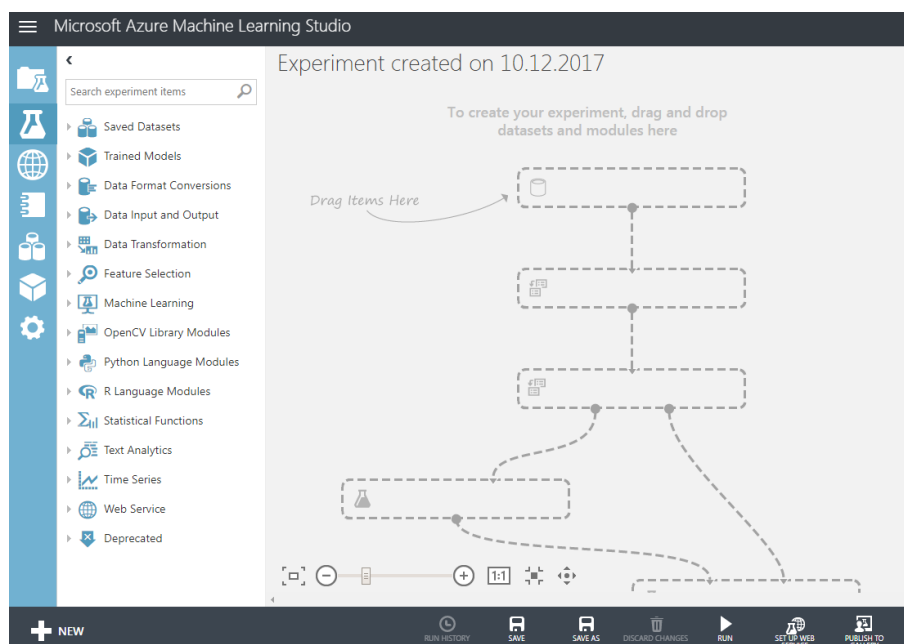 Microsoft Azure Machine Learning Studio
Experiment created on 10.12.2017
Search experiment items
Saved Datasets
Trained Models
Data Format Conversions
Data Input and Output
Data Transformation
Feature Selection
Machine Learning
OpenCV Library Modules
Python Language Modules
R Language Modules
Statistical Functions
Text Analytics
Time Series
Web Service
Deprecated
To create your experiment, drag and drop
datasets and modules here
Drag Items Here
1:1
NEW
RUN HISTORY
SAVE
SAVE AS
DISCARD CHANGES
RUN
SET UP WEB
PUBLISH TO